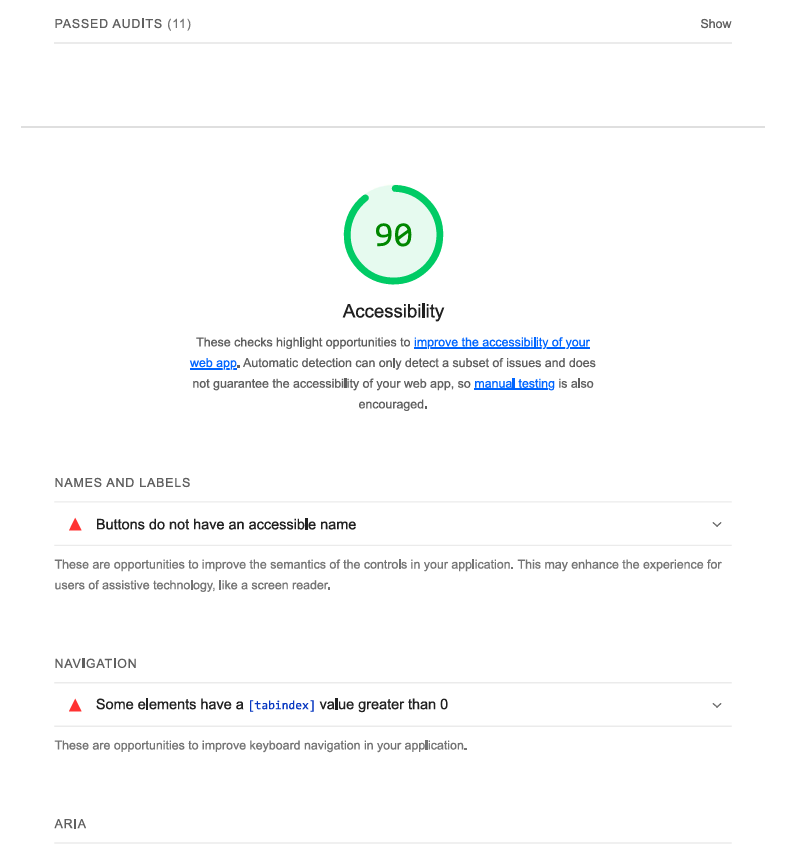 PASSED AUDITS (11)
Show
90
Accessibility
These checks highlight opportunities to improve the accessibility of your
web app. Automatic detection can only detect a subset of issues and does
not guarantee the accessibility of your web app, so manual testing is also
encouraged.
NAMES AND LABELS
Buttons do not have an accessible name
These are opportunities to improve the semantics of the controls in your application. This may enhance the experience for
users of assistive technology, like a screen reader.
NAVIGATION
Some elements have a [tabindex] value greater than 0
These are opportunities to improve keyboard navigation in your application.
ARIA